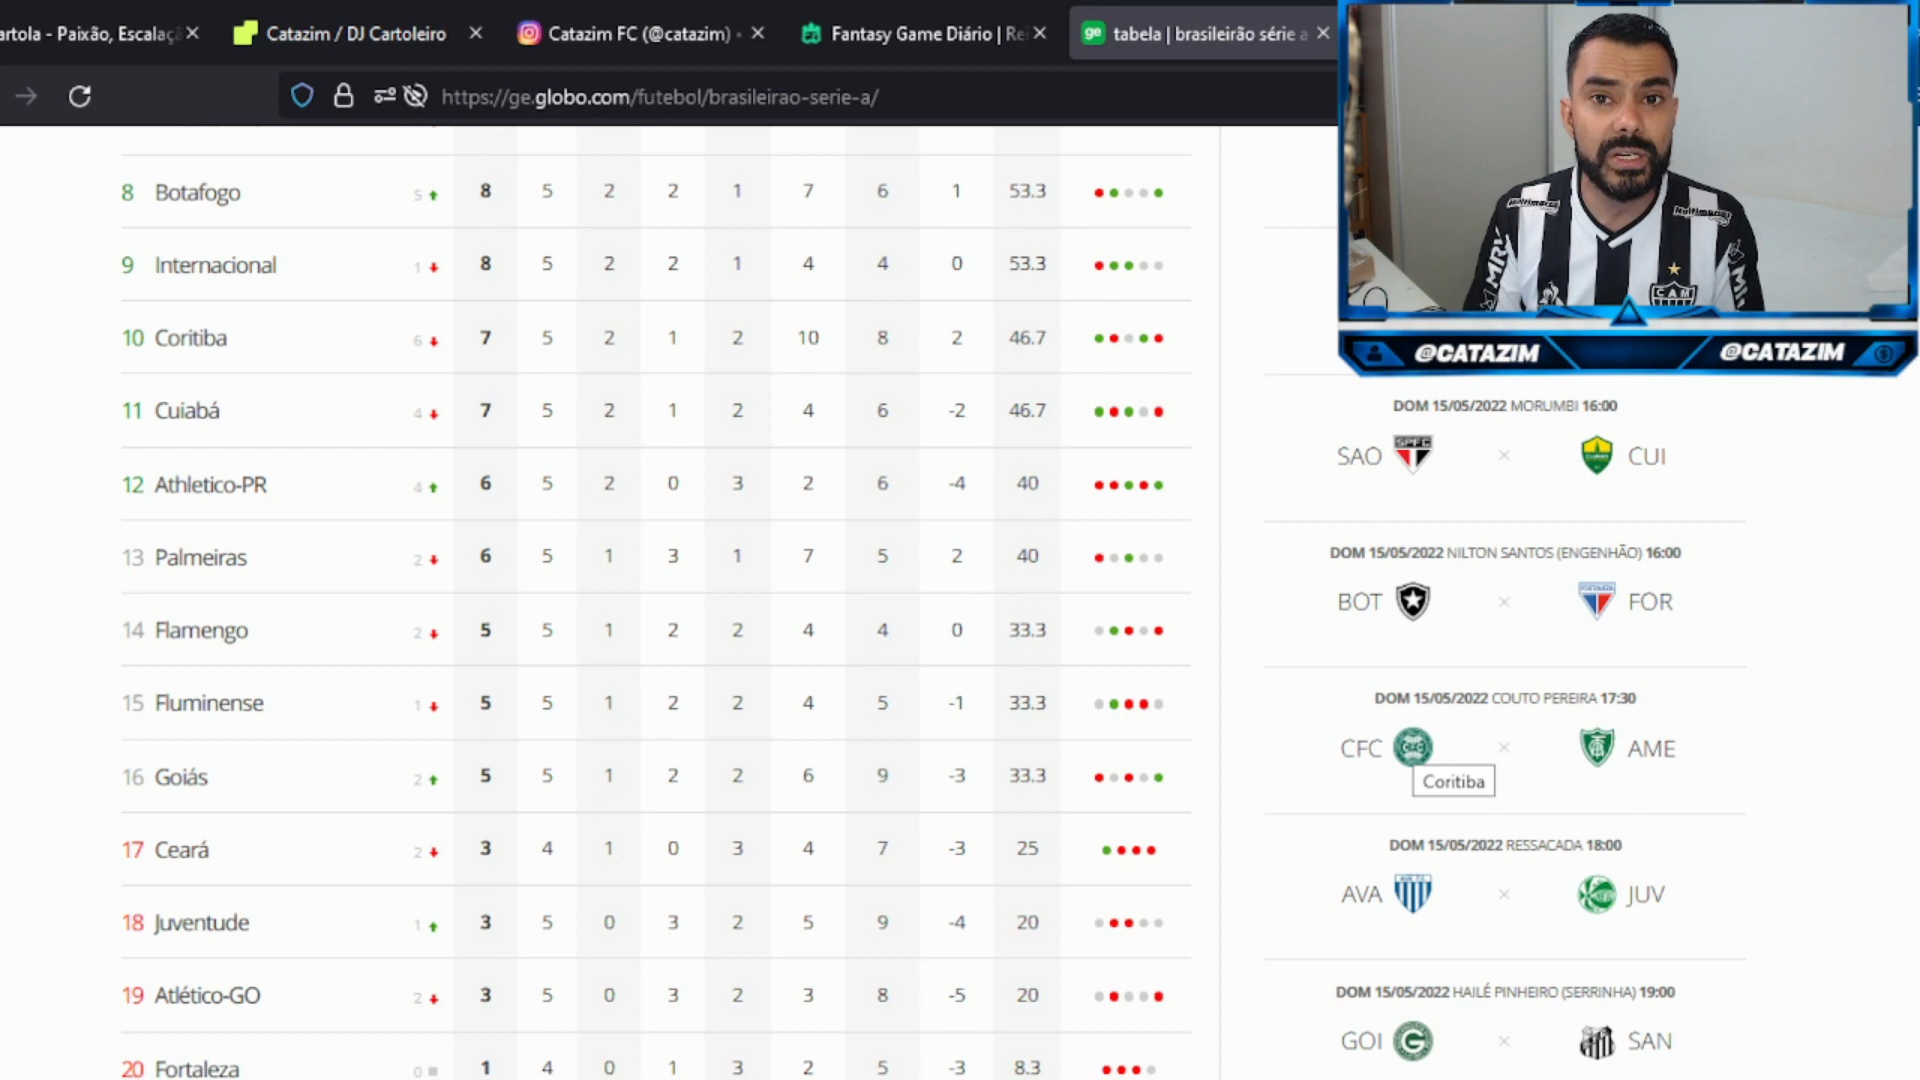 artola - Paixão, Escalaç
Catazim / DJ Cartoleiro
Catazim FC (@catazim) •
Fantasy Game Diário | Rei
ge tabela | brasileirão série a
https://ge.globo.com/futebol/brasileirao-serie-a/
8 Botafogo 5 8 5 2 2 1 7 6 1 53.3
9 Internacional 1 8 5 2 2 1 4 4 0 53.3
10 Coritiba 6 7 5 2 1 2 10 8 2 46.7
11 Cuiabá 4 7 5 2 1 2 4 6 -2 46.7
12 Athletico-PR 4 6 5 2 0 3 2 6 -4 40
13 Palmeiras 2 6 5 1 3 1 7 5 2 40
14 Flamengo 2 5 5 1 2 2 4 4 0 33.3
15 Fluminense 1 5 5 1 2 2 4 5 -1 33.3
16 Goiás 2 5 5 1 2 2 6 9 -3 33.3
17 Ceará 2 3 4 1 0 3 4 7 -3 25
18 Juventude 1 3 5 0 3 2 5 9 -4 20
19 Atlético-GO 2 3 5 0 3 2 3 8 -5 20
20 Fortaleza 0 1 4 0 1 3 2 5 -3 8.3
MRV
CAM
@CATAZIM @CATAZIM
DOM 15/05/2022 MORUMBI 16:00
SAO SPFC × CUI
DOM 15/05/2022 NILTON SANTOS (ENGENHÃO) 16:00
BOT × FOR
DOM 15/05/2022 COUTO PEREIRA 17:30
CFC × AME
Coritiba
DOM 15/05/2022 RESSACADA 18:00
AVA × JUV
DOM 15/05/2022 HAILÉ PINHEIRO (SERRINHA) 19:00
GOI × SAN